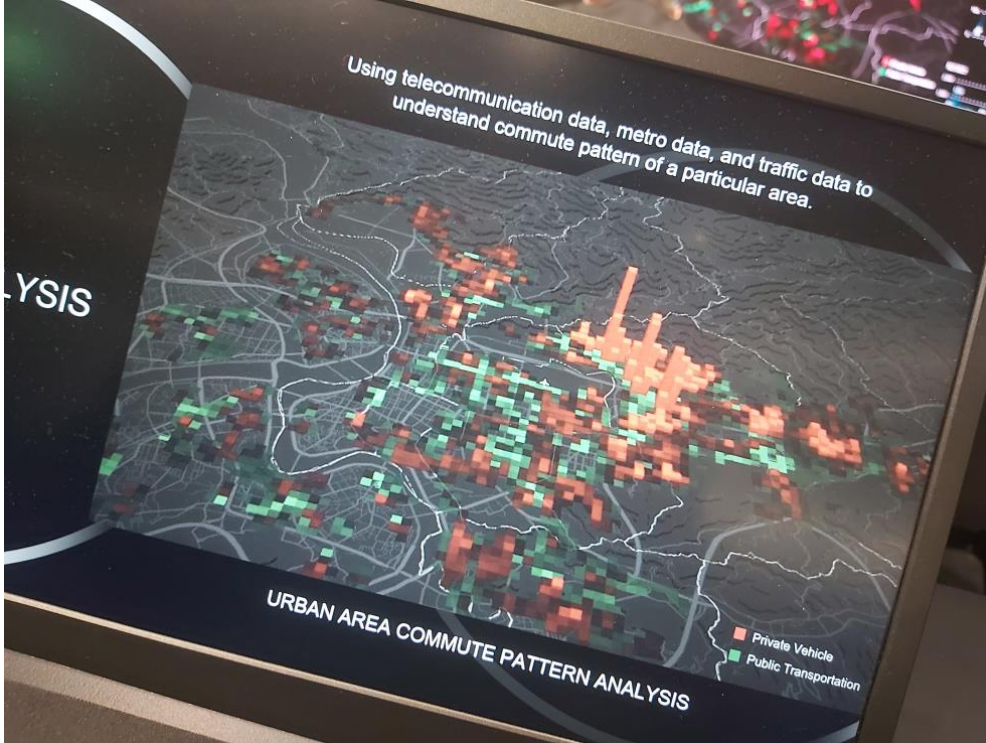 Using telecommunication data, metro data, and traffic data to
understand commute pattern of a particular area.
LYSIS
Private Vehicle
Public Transportation
URBAN AREA COMMUTE PATTERN ANALYSIS